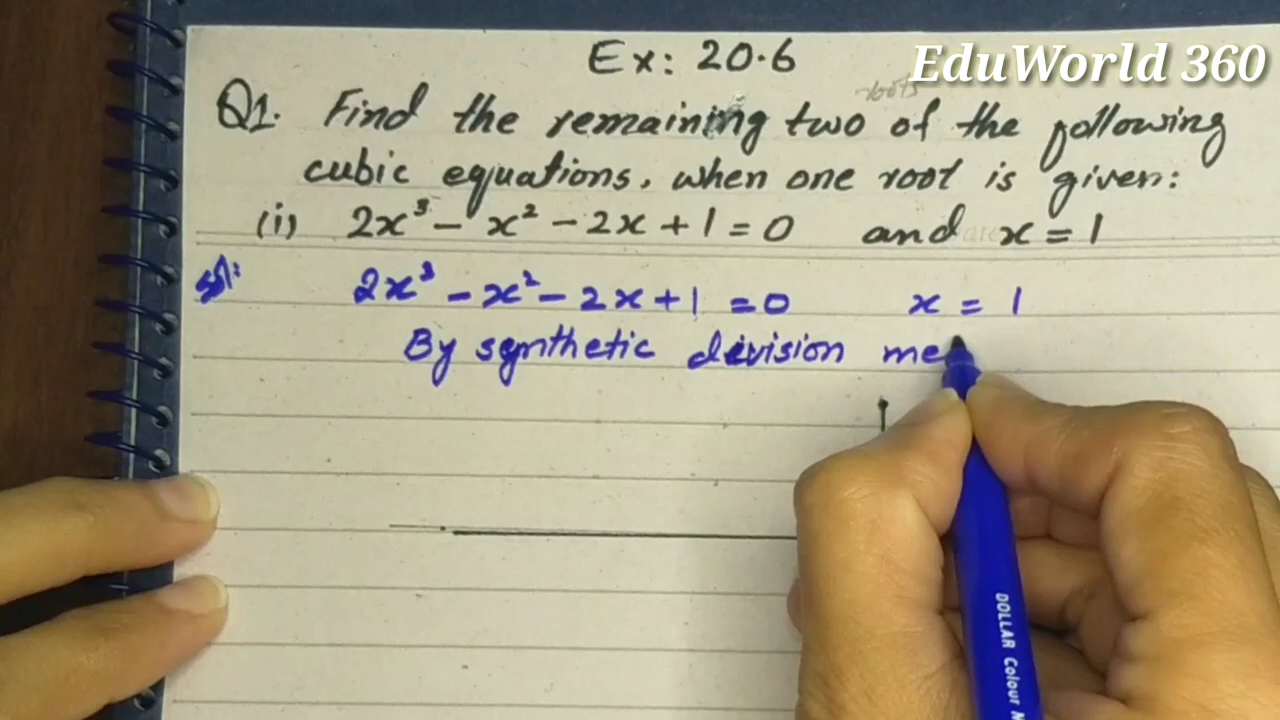 Ex: 20.6
EduWorld 360
roots
Q1. Find the remaining two of the following
cubic equations, when one root is given:
(i) 2x³ - x² - 2x + 1 = 0 and x = 1
Sol:
2x³ - x² - 2x + 1 = 0 x = 1
By synthetic division me
DOLLAR Colour